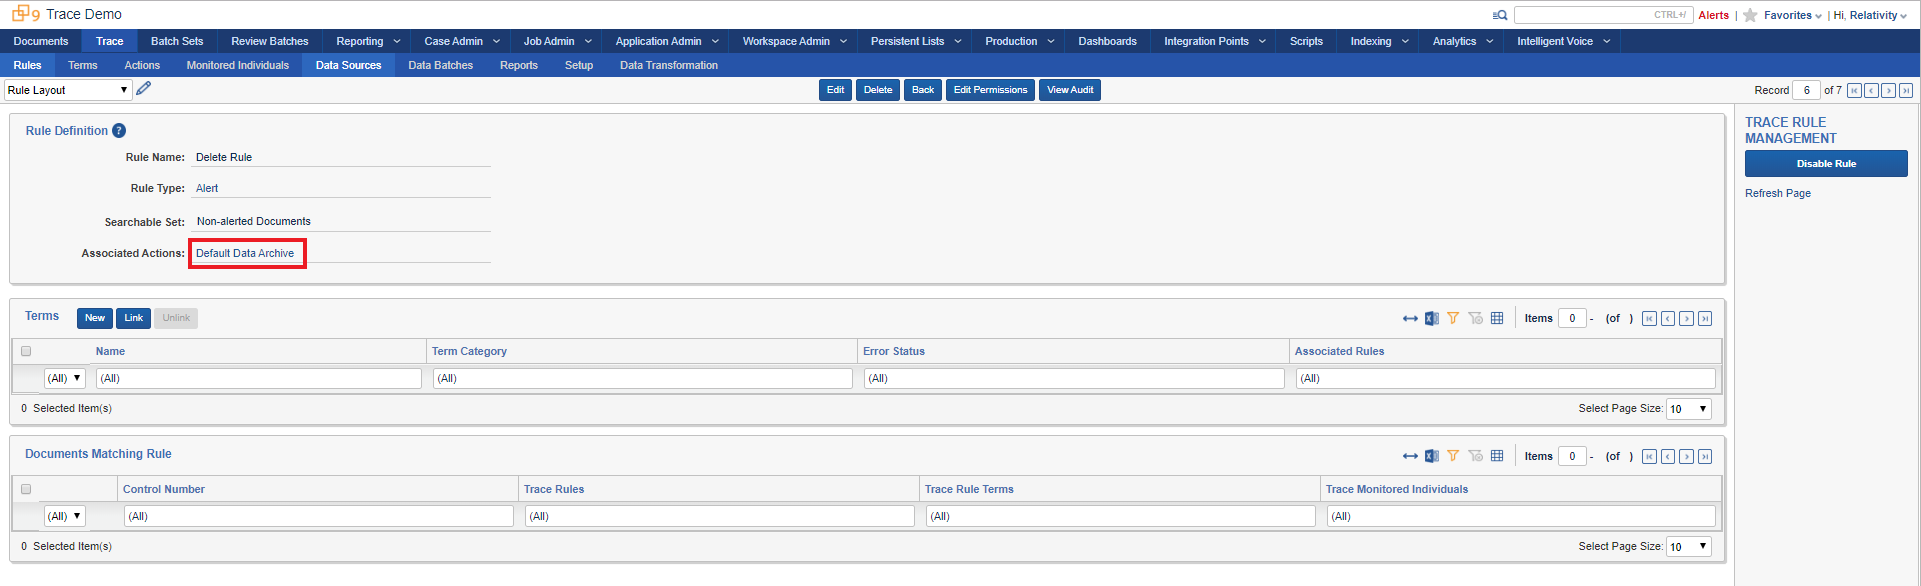 9 Trace Demo CTRL+/ Alerts | Favorites | Hi, Relativity
Documents Trace Batch Sets Review Batches Reporting Case Admin Job Admin Application Admin Workspace Admin Persistent Lists Production Dashboards Integration Points Scripts Indexing Analytics Intelligent Voice
Rules Terms Actions Monitored Individuals Data Sources Data Batches Reports Setup Data Transformation
Rule Layout Edit Delete Back Edit Permissions View Audit Record 6 of 7
Rule Definition ?
Rule Name: Delete Rule
Rule Type: Alert
Searchable Set: Non-alerted Documents
Associated Actions: Default Data Archive
TRACE RULE
MANAGEMENT
Disable Rule
Refresh Page
Terms New Link Unlink Items 0 - (of )
Name Term Category Error Status Associated Rules
(All) (All) (All) (All) (All)
0 Selected Item(s) Select Page Size: 10
Documents Matching Rule Items 0 - (of )
Control Number Trace Rules Trace Rule Terms Trace Monitored Individuals
(All) (All) (All) (All) (All)
0 Selected Item(s) Select Page Size: 10